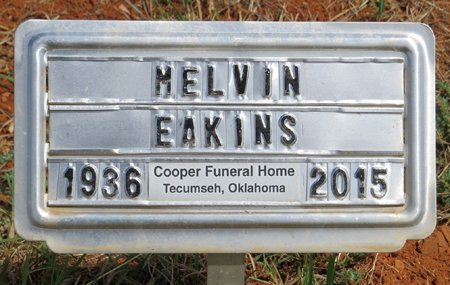 MELVIN
EAKINS
1936 Cooper Funeral Home 2015
Tecumseh, Oklahoma